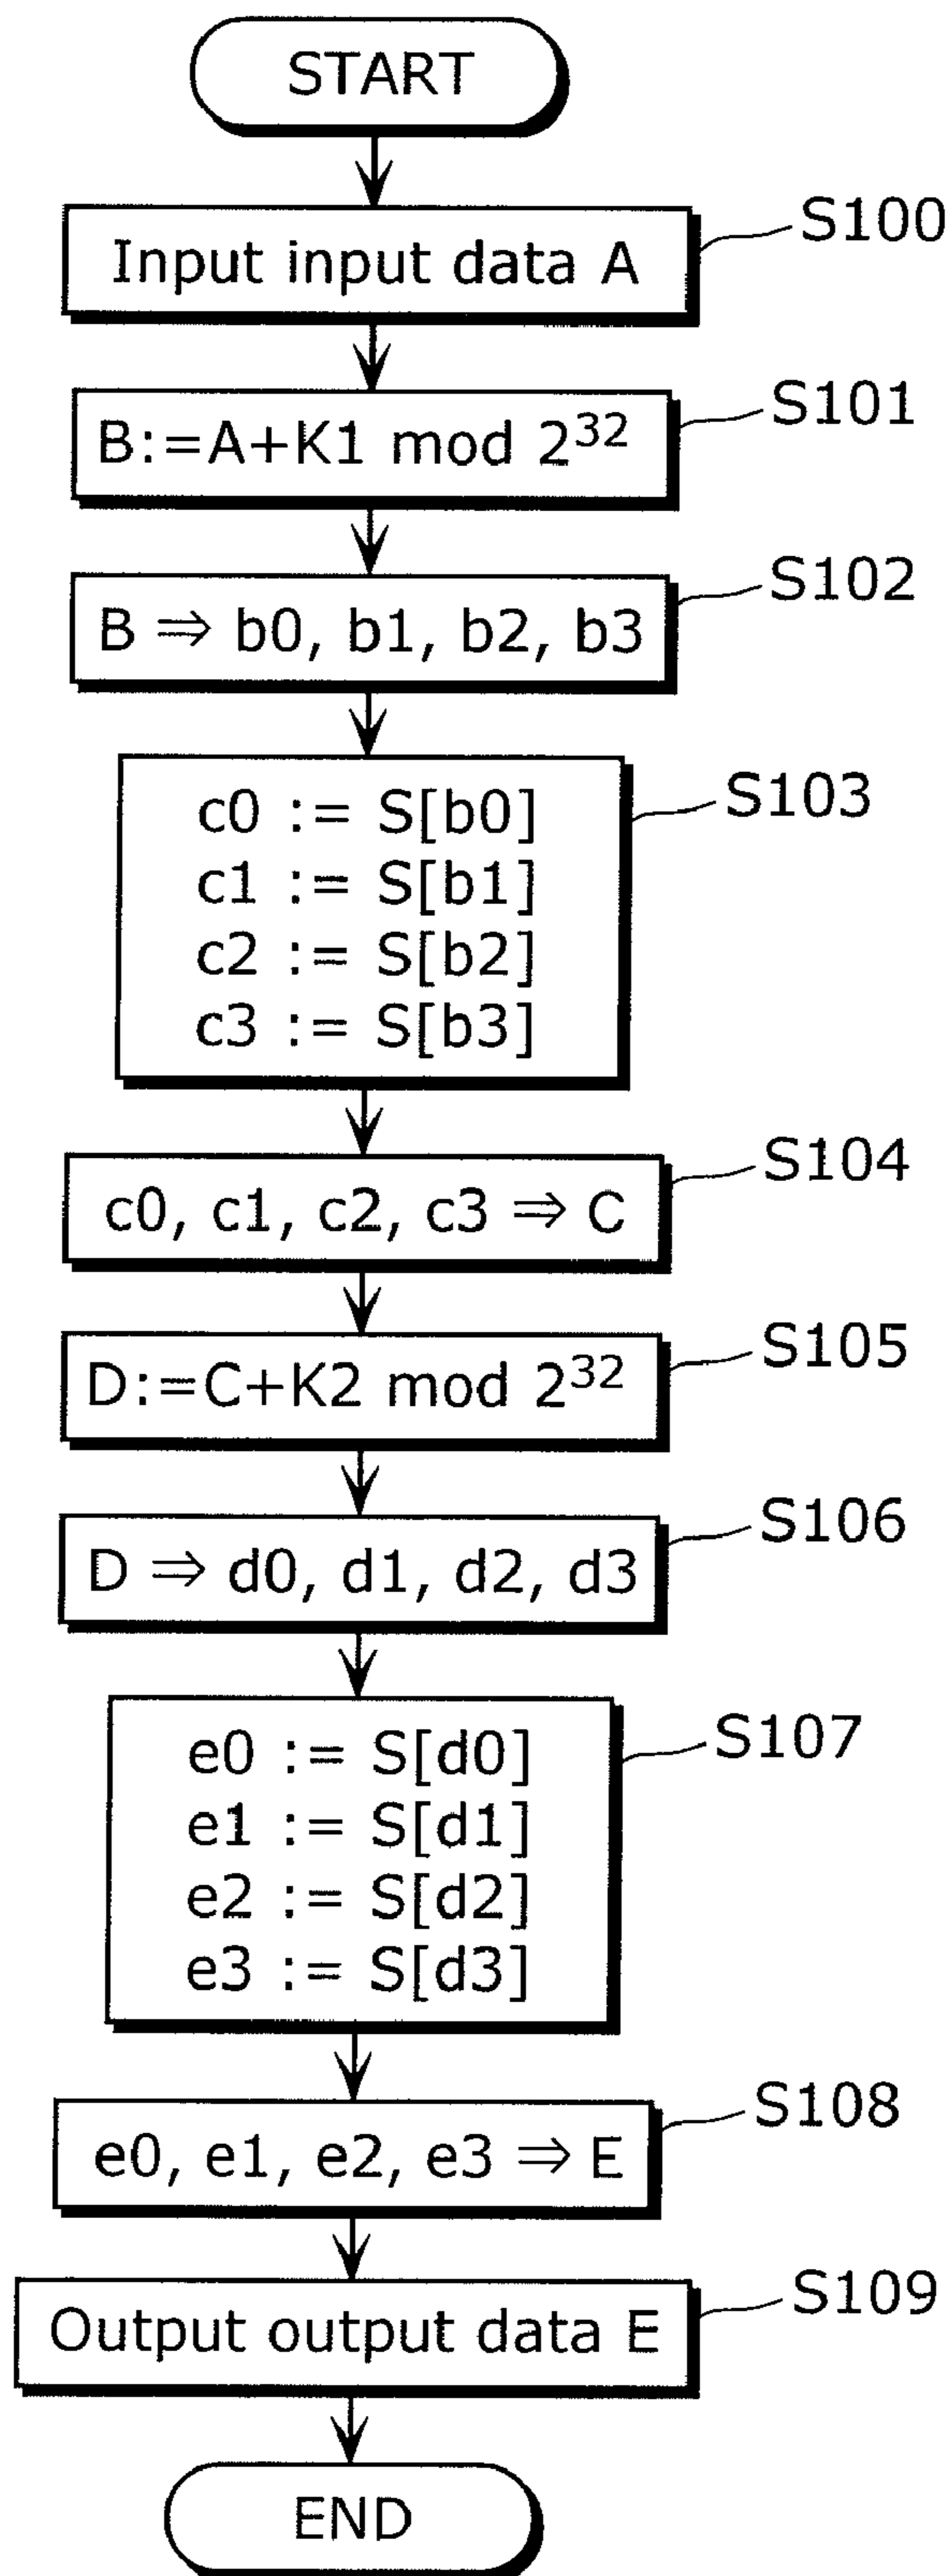 START
Input input data A
S100
B:=A+K1 mod 2³²
S101
B ⇒ b0, b1, b2, b3
S102
c0 := S[b0]
c1 := S[b1]
c2 := S[b2]
c3 := S[b3]
S103
c0, c1, c2, c3 ⇒ C
S104
D:=C+K2 mod 2³²
S105
D ⇒ d0, d1, d2, d3
S106
e0 := S[d0]
e1 := S[d1]
e2 := S[d2]
e3 := S[d3]
S107
e0, e1, e2, e3 ⇒ E
S108
Output output data E
S109
END